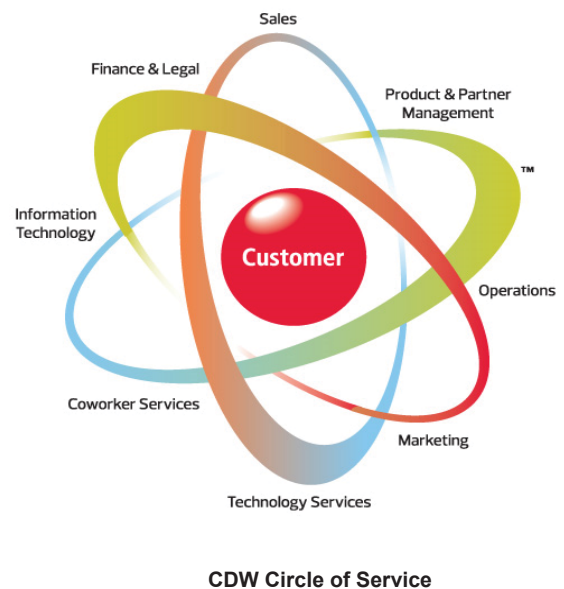 Sales
Finance & Legal
Product & Partner
Management
™
Information
Technology
Customer
Operations
Coworker Services
Marketing
Technology Services
CDW Circle of Service